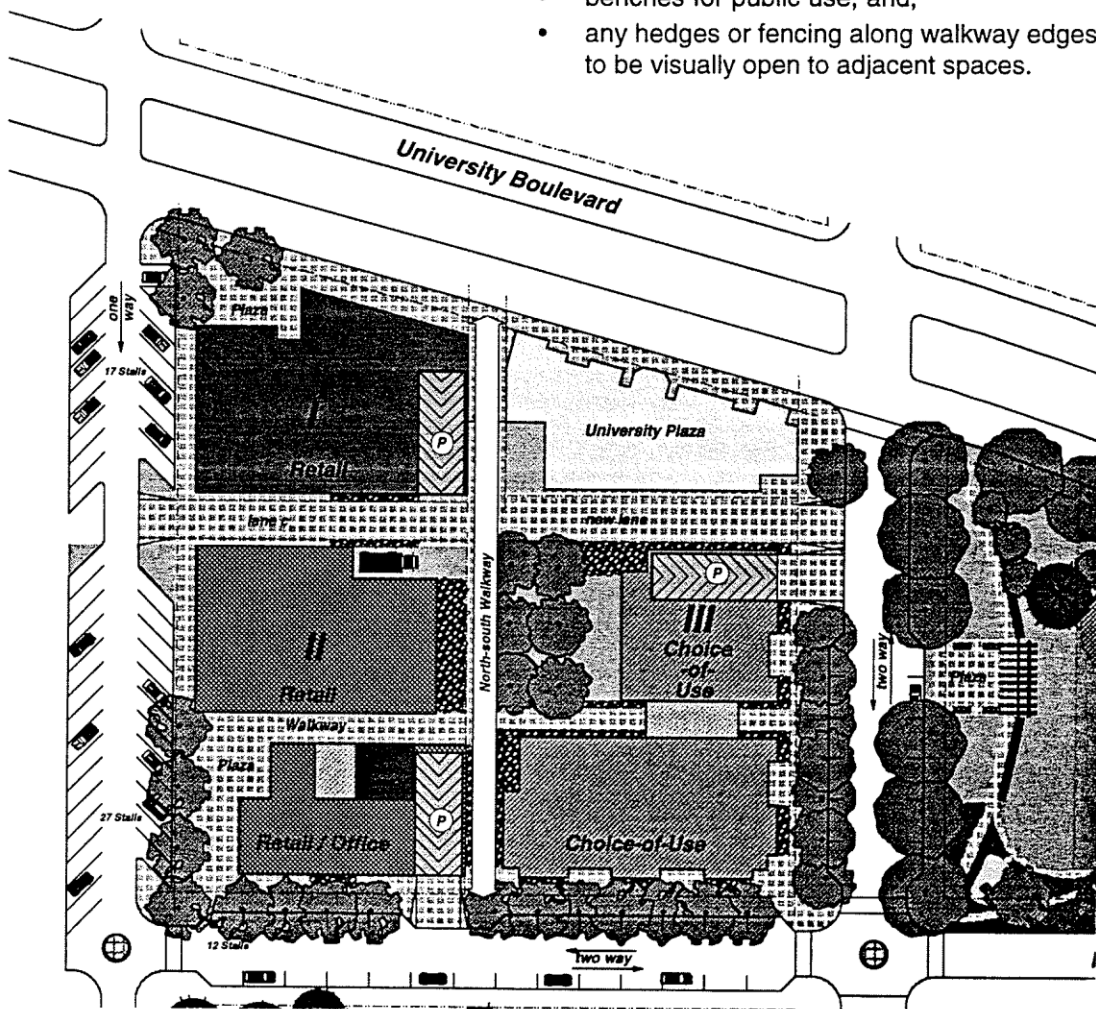 benches for public use; and,
• any hedges or fencing along walkway edges
to be visually open to adjacent spaces.
University Boulevard
one
way
17 Stalls
Plaza
I
Retail
P
University Plaza
new lane
II
Retail
North-south Walkway
P
III
Choice
-of-
Use
two way
Plaza
Walkway
Plaza
27 Stalls
Retail / Office
P
Choice-of-Use
12 Stalls
two way